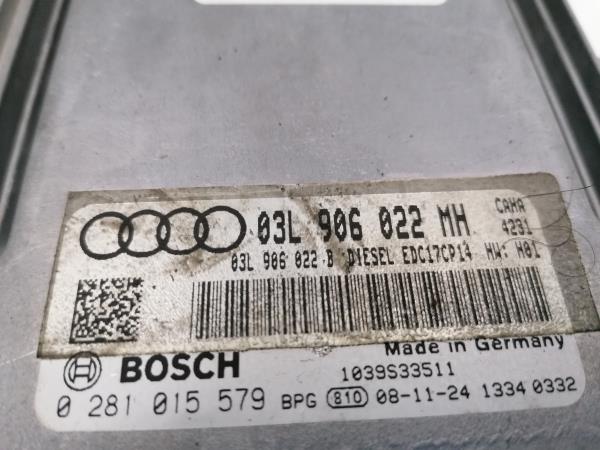 03L 906 022 MH CAHA
4231
03L 906 022 B DIESEL EDC17CP14 HW: H01
Made in Germany
BOSCH 1039S33511
0 281 015 579 BPG 810 08-11-24 1334 0332